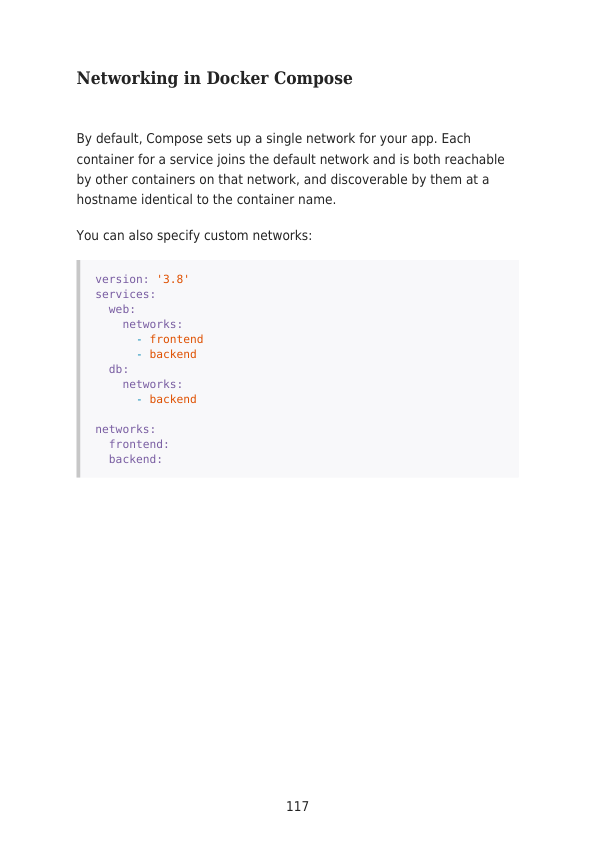 Networking in Docker Compose
By default, Compose sets up a single network for your app. Each
container for a service joins the default network and is both reachable
by other containers on that network, and discoverable by them at a
hostname identical to the container name.
You can also specify custom networks:
version: '3.8'
services:
  web:
    networks:
      - frontend
      - backend
  db:
    networks:
      - backend

networks:
  frontend:
  backend:
117